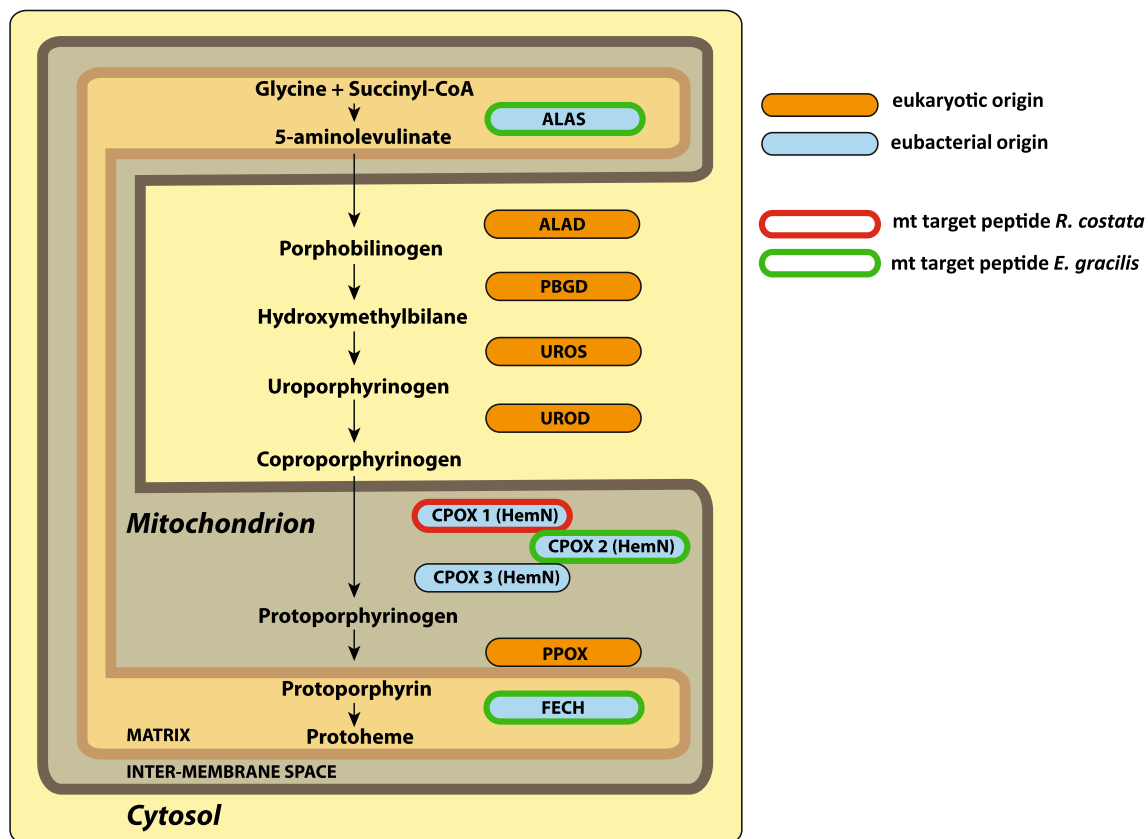 Glycine + Succinyl-CoA
ALAS
5-aminolevulinate
ALAD
Porphobilinogen
PBGD
Hydroxymethylbilane
UROS
Uroporphyrinogen
UROD
Coproporphyrinogen
Mitochondrion
CPOX 1 (HemN)
CPOX 2 (HemN)
CPOX 3 (HemN)
Protoporphyrinogen
PPOX
Protoporphyrin
FECH
Protoheme
MATRIX
INTER-MEMBRANE SPACE
Cytosol
eukaryotic origin
eubacterial origin
mt target peptide R. costata
mt target peptide E. gracilis